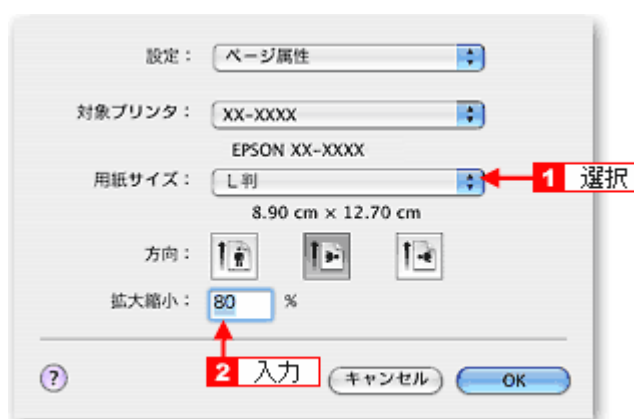 設定： ページ属性
対象プリンタ： XX-XXXX
EPSON XX-XXXX
用紙サイズ： L判 1 選択
8.90 cm × 12.70 cm
方向：
拡大縮小： 80 %
2 入力
? キャンセル OK